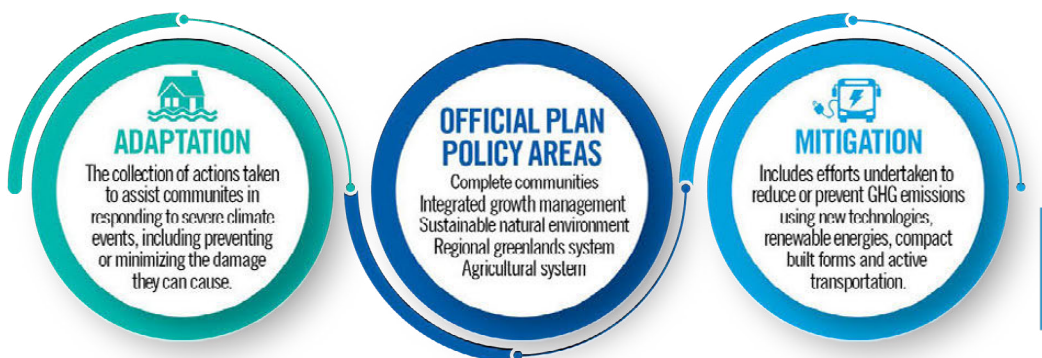 ADAPTATION
The collection of actions taken
to assist communites in
responding to severe climate
events, including preventing
or minimizing the damage
they can cause.
OFFICIAL PLAN
POLICY AREAS
Complete communities
Integrated growth management
Sustainable natural environment
Regional greenlands system
Agricultural system
MITIGATION
Includes efforts undertaken to
reduce or prevent GHG emissions
using new technologies,
renewable energies, compact
built forms and active
transportation.